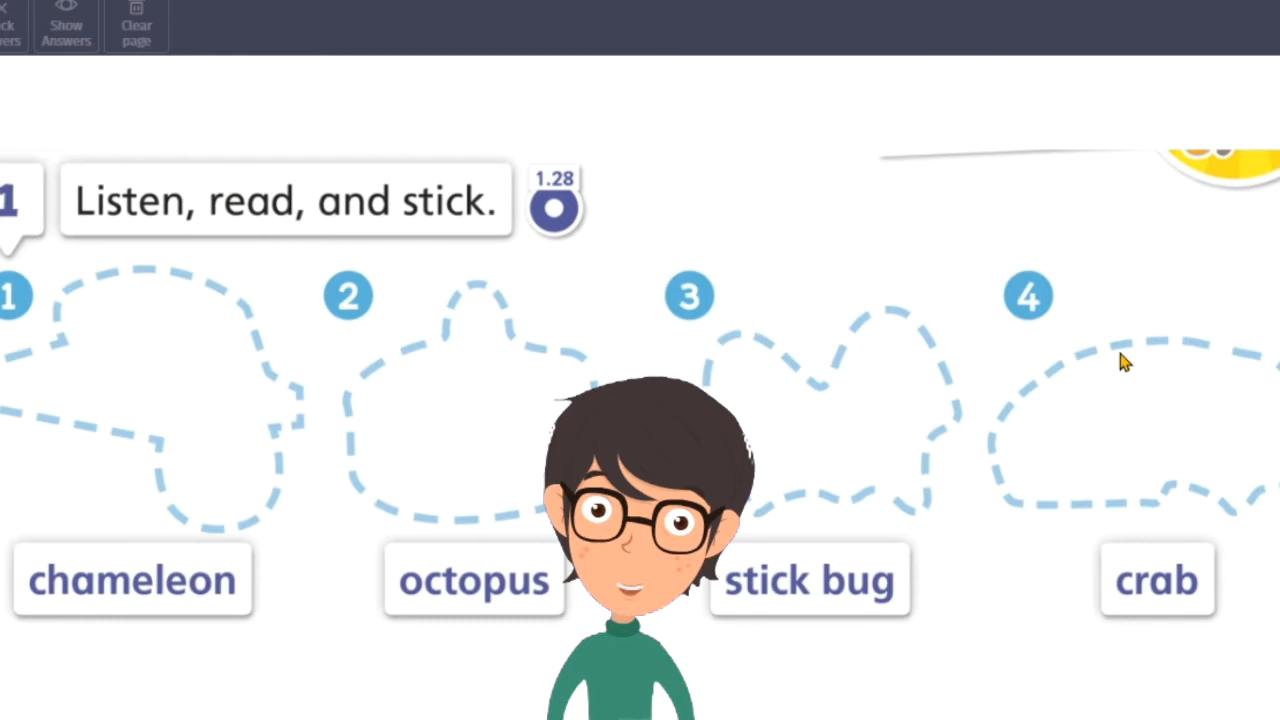 Show
Answers
Clear
page
1
Listen, read, and stick.
1.28
1
2
3
4
chameleon
octopus
stick bug
crab